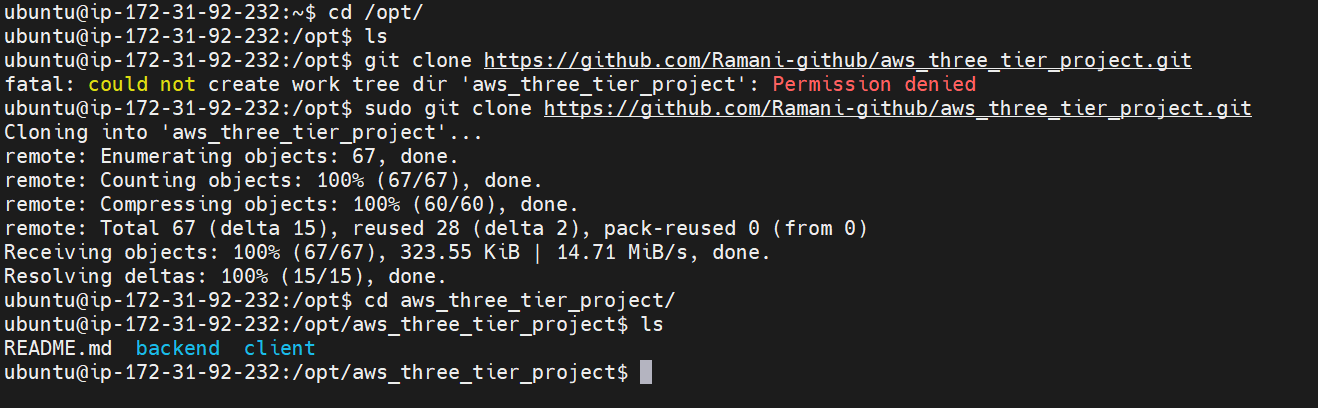 ubuntu@ip-172-31-92-232:~$ cd /opt/
ubuntu@ip-172-31-92-232:/opt$ ls
ubuntu@ip-172-31-92-232:/opt$ git clone https://github.com/Ramani-github/aws_three_tier_project.git
fatal: could not create work tree dir 'aws_three_tier_project': Permission denied
ubuntu@ip-172-31-92-232:/opt$ sudo git clone https://github.com/Ramani-github/aws_three_tier_project.git
Cloning into 'aws_three_tier_project'...
remote: Enumerating objects: 67, done.
remote: Counting objects: 100% (67/67), done.
remote: Compressing objects: 100% (60/60), done.
remote: Total 67 (delta 15), reused 28 (delta 2), pack-reused 0 (from 0)
Receiving objects: 100% (67/67), 323.55 KiB | 14.71 MiB/s, done.
Resolving deltas: 100% (15/15), done.
ubuntu@ip-172-31-92-232:/opt$ cd aws_three_tier_project/
ubuntu@ip-172-31-92-232:/opt/aws_three_tier_project$ ls
README.md  backend  client
ubuntu@ip-172-31-92-232:/opt/aws_three_tier_project$